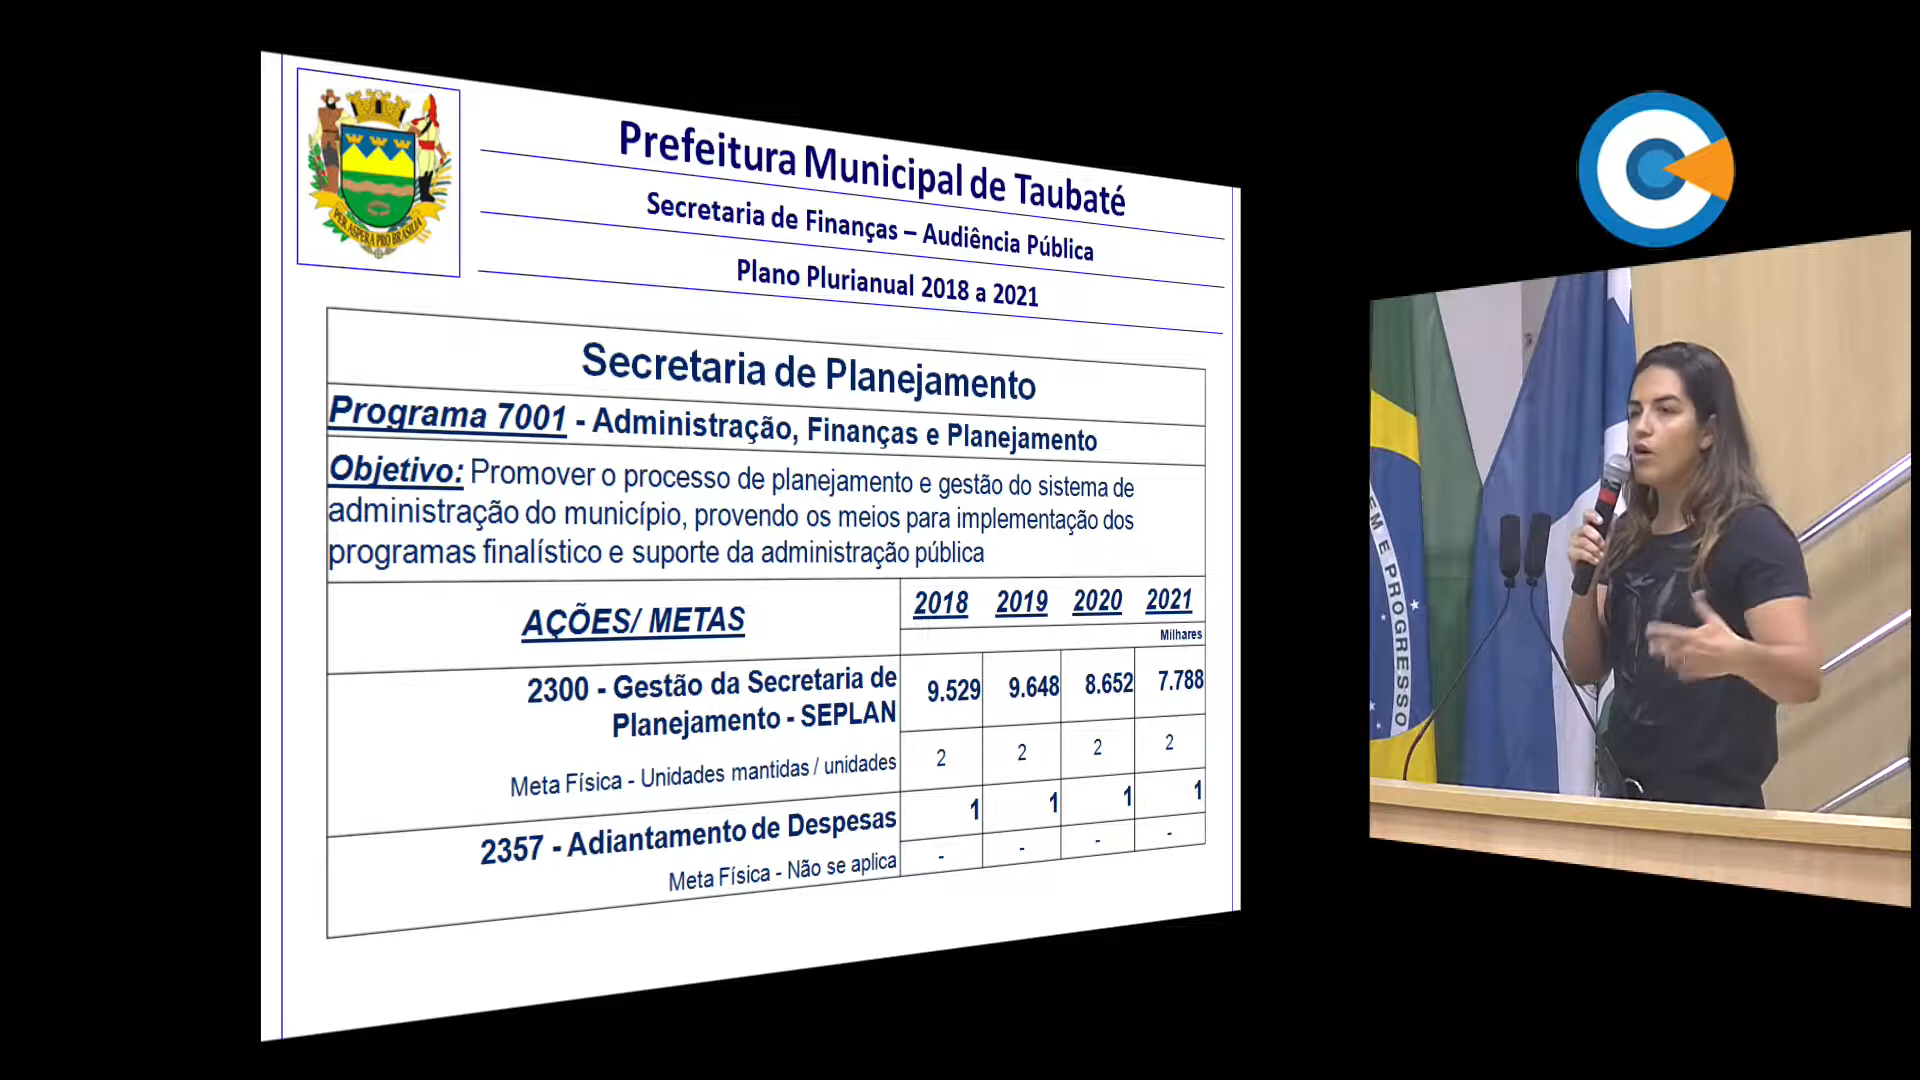 Prefeitura Municipal de Taubaté
Secretaria de Finanças – Audiência Pública
Plano Plurianual 2018 a 2021
PER ASPERA PRO BRASILIA
Secretaria de Planejamento
Programa 7001 - Administração, Finanças e Planejamento
Objetivo: Promover o processo de planejamento e gestão do sistema de
administração do município, provendo os meios para implementação dos
programas finalístico e suporte da administração pública
AÇÕES/ METAS 2018 2019 2020 2021
Milhares
2300 - Gestão da Secretaria de
Planejamento - SEPLAN 9.529 9.648 8.652 7.788
Meta Física - Unidades mantidas / unidades 2 2 2 2
2357 - Adiantamento de Despesas 1 1 1 1
Meta Física - Não se aplica - - - -
EM E PROGRESSO